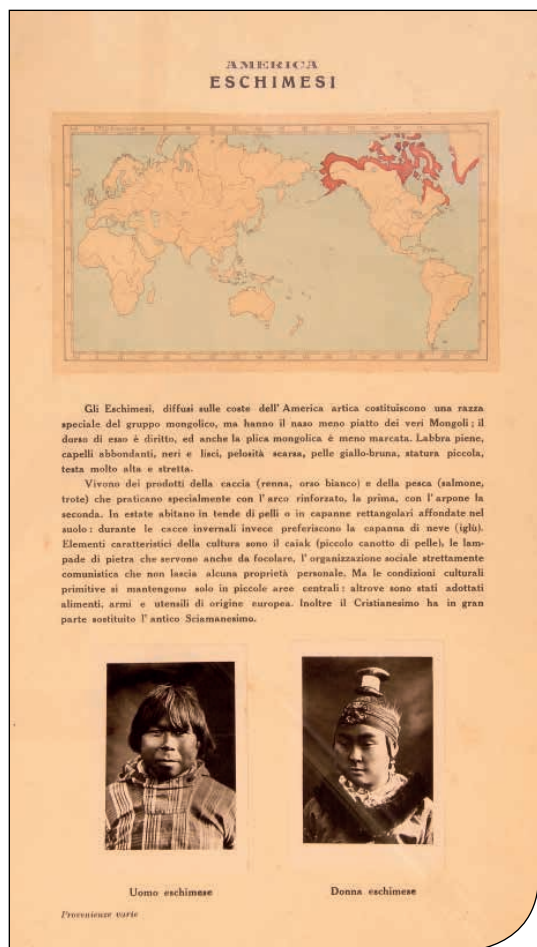 AMERICA
ESCHIMESI
Gli Eschimesi, diffusi sulle coste dell' America artica costituiscono una razza
speciale del gruppo mongolico, ma hanno il naso meno piatto dei veri Mongoli ; il
dorso di esso è diritto, ed anche la plica mongolica è meno marcata. Labbra piene,
capelli abbondanti, neri e lisci, pelosità scarsa, pelle giallo-bruna, statura piccola,
testa molto alta e stretta.
Vivono dei prodotti della caccia (renna, orso bianco) e della pesca (salmone,
trote) che praticano specialmente con l' arco rinforzato, la prima, con l' arpone la
seconda. In estate abitano in tende di pelli o in capanne rettangolari affondate nel
suolo : durante le cacce invernali invece preferiscono la capanna di neve (iglù).
Elementi caratteristici della cultura sono il caiak (piccolo canotto di pelle), le lam-
pade di pietra che servono anche da focolare, l' organizzazione sociale strettamente
comunistica che non lascia alcuna proprietà personale. Ma le condizioni culturali
primitive si mantengono solo in piccole aree centrali : altrove sono stati adottati
alimenti, armi e utensili di origine europea. Inoltre il Cristianesimo ha in gran
parte sostituito l' antico Sciamanesimo.
Uomo eschimese
Donna eschimese
Provenienze varie